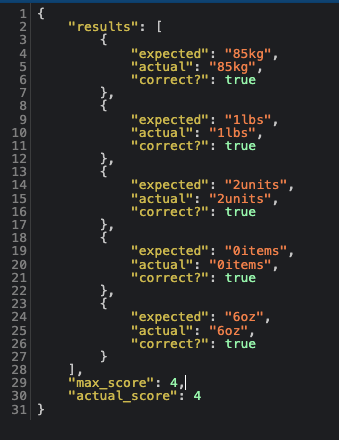 1 {
2     "results": [
3         {
4             "expected": "85kg",
5             "actual": "85kg",
6             "correct?": true
7         },
8         {
9             "expected": "1lbs",
10             "actual": "1lbs",
11             "correct?": true
12         },
13         {
14             "expected": "2units",
15             "actual": "2units",
16             "correct?": true
17         },
18         {
19             "expected": "0items",
20             "actual": "0items",
21             "correct?": true
22         },
23         {
24             "expected": "6oz",
25             "actual": "6oz",
26             "correct?": true
27         }
28     ],
29     "max_score": 4,
30     "actual_score": 4
31 }